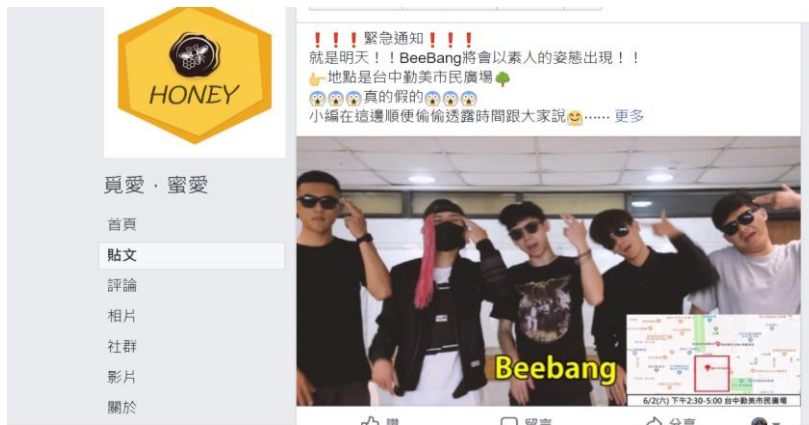 HONEY
覓愛．蜜愛
首頁
貼文
評論
相片
社群
影片
關於
❗❗❗緊急通知❗❗❗
就是明天！！BeeBang將會以素人的姿態出現！！
👉地點是台中勤美市民廣場🌳
😱😱😱真的假的😱😱😱
小編在這邊順便偷偷透露時間跟大家說🤗…… 更多
Beebang
6/2(六) 下午2:30-5:00 台中勤美市民廣場
讚
留言
分享